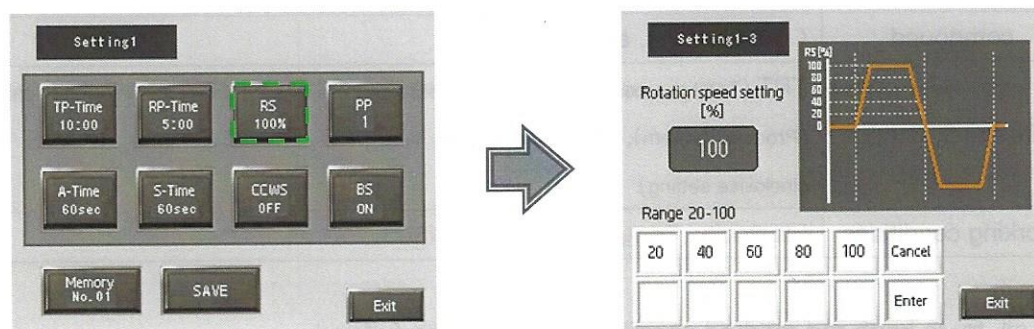 Setting1
TP-Time
10:00
RP-Time
5:00
RS
100%
PP
1
A-Time
60sec
S-Time
60sec
CCWS
OFF
BS
ON
Memory
No.01
SAVE
Exit
Setting1-3
Rotation speed setting
[%]
100
RS [%]
100
80
60
40
20
0
Range 20-100
20 40 60 80 100 Cancel
Enter
Exit